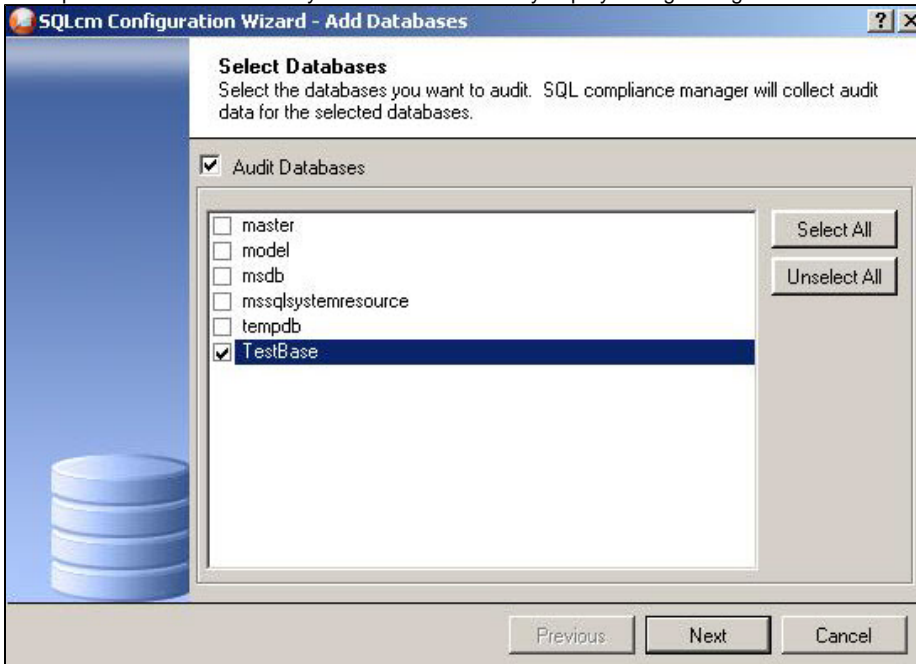 SQLcm Configuration Wizard - Add Databases
Select Databases
Select the databases you want to audit. SQL compliance manager will collect audit
data for the selected databases.
Audit Databases
master
model
msdb
mssqlsystemresource
tempdb
TestBase
Select All
Unselect All
Previous
Next
Cancel